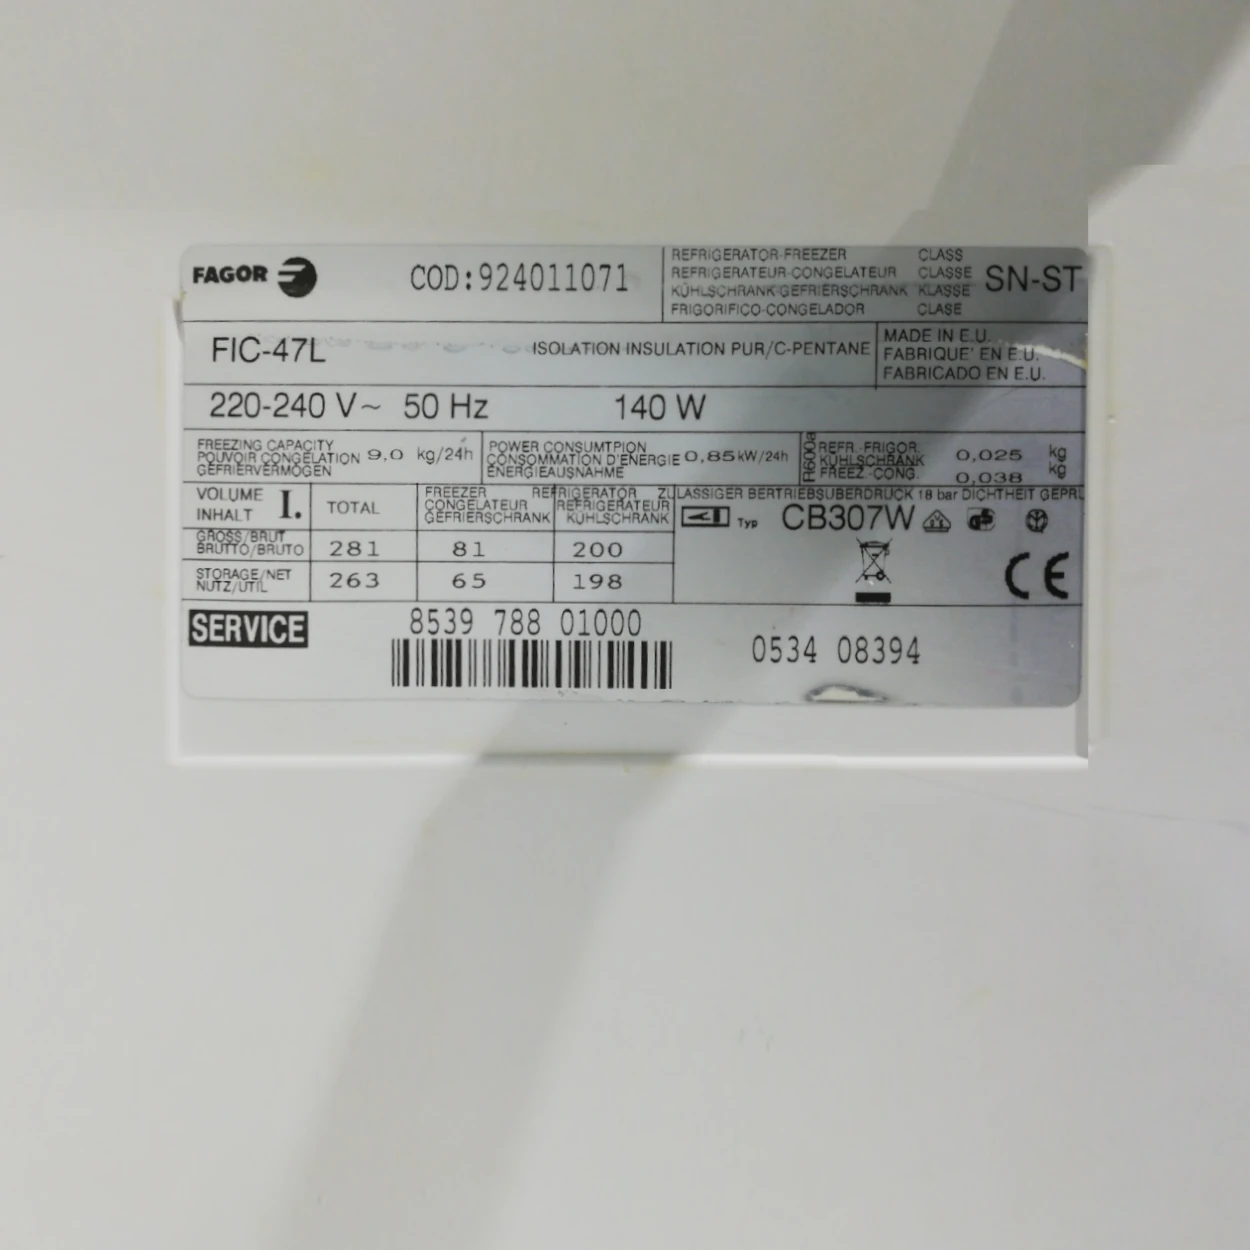 FAGOR COD:924011071
REFRIGERATOR-FREEZER CLASS
REFRIGERATEUR-CONGELATEUR CLASSE SN-ST
KÜHLSCHRANK-GEFRIERSCHRANK KLASSE
FRIGORIFICO-CONGELADOR CLASE
FIC-47L ISOLATION INSULATION PUR/C-PENTANE
MADE IN E.U.
FABRIQUE' EN E.U.
FABRICADO EN E.U.
220-240 V~ 50 Hz 140 W
FREEZING CAPACITY
POUVOIR CONGELATION 9,0 kg/24h
GEFRIERVERMÖGEN
POWER CONSUMTPION
CONSOMMATION D'ENERGIE 0,85kW/24h
ENERGIEAUSNAHME
R600a
REFR.-FRIGOR. 0,025 kg
KÜHLSCHRANK
FREEZ.-CONG. 0,038 kg
VOLUME
INHALT l. TOTAL
FREEZER
CONGELATEUR
GEFRIERSCHRANK
REFRIGERATOR
REFRIGERATEUR
KÜHLSCHRANK
ZULASSIGER BERTRIEBSUBERDRUCK 18 bar DICHTHEIT GEPRU
Typ CB307W
GROSS/BRUT
BRUTTO/BRUTO 281 81 200
STORAGE/NET
NUTZ/UTIL 263 65 198
CE
SERVICE 8539 788 01000
0534 08394